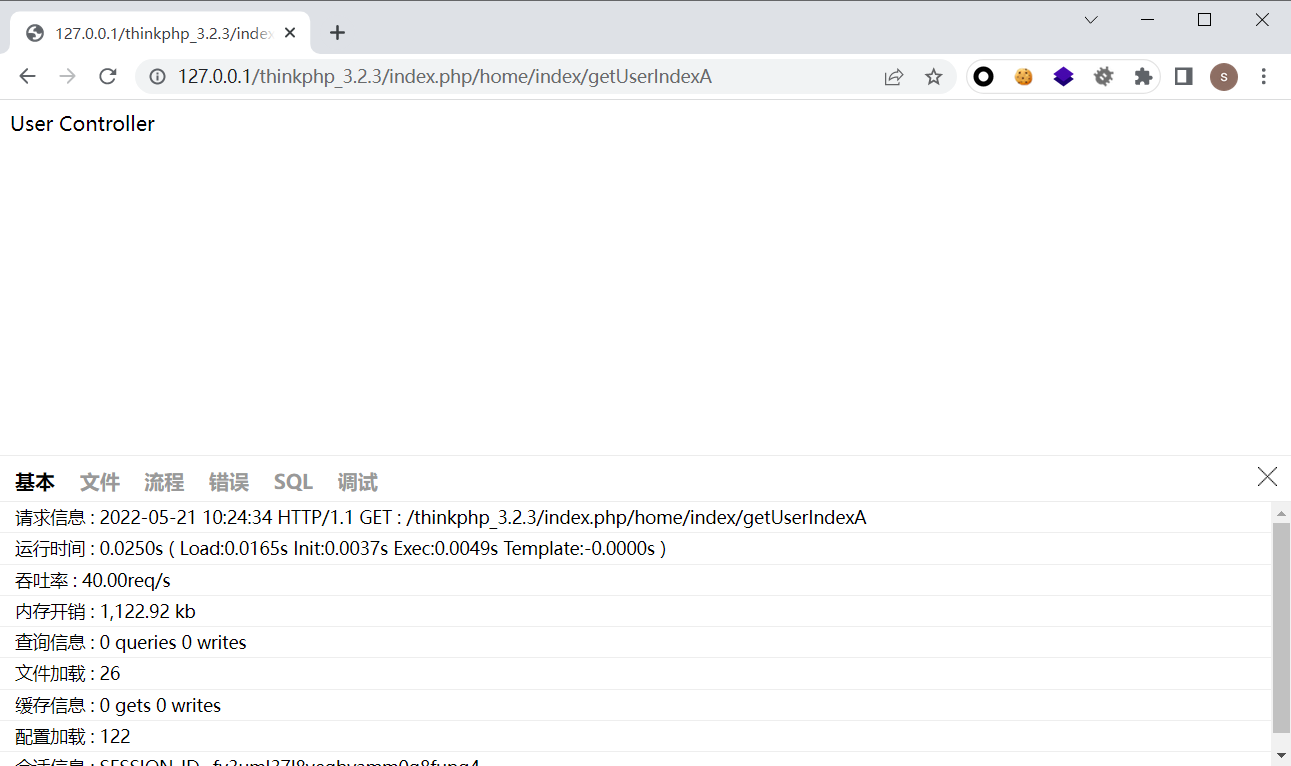 127.0.0.1/thinkphp_3.2.3/index
127.0.0.1/thinkphp_3.2.3/index.php/home/index/getUserIndexA
s
User Controller
基本 文件 流程 错误 SQL 调试
请求信息 : 2022-05-21 10:24:34 HTTP/1.1 GET : /thinkphp_3.2.3/index.php/home/index/getUserIndexA
运行时间 : 0.0250s ( Load:0.0165s Init:0.0037s Exec:0.0049s Template:-0.0000s )
吞吐率 : 40.00req/s
内存开销 : 1,122.92 kb
查询信息 : 0 queries 0 writes
文件加载 : 26
缓存信息 : 0 gets 0 writes
配置加载 : 122
会话信息 :